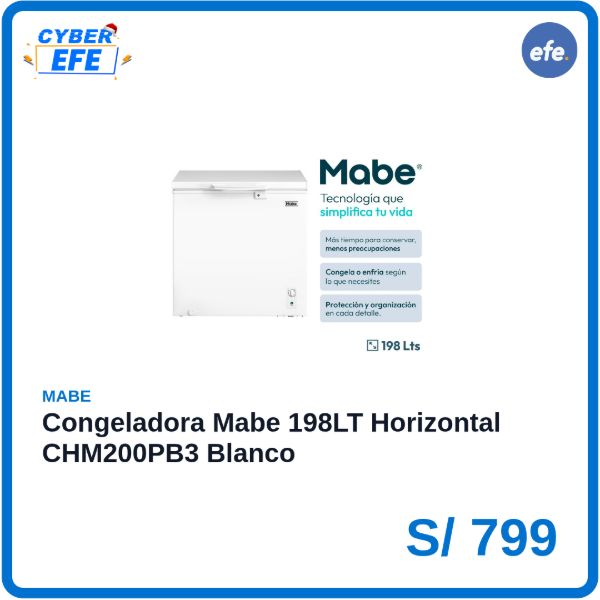 CYBER
EFE
efe.
Mabe®
Tecnología que
simplifica tu vida
Más tiempo para conservar,
menos preocupaciones
Congela o enfría según
lo que necesites
Protección y organización
en cada detalle.
198 Lts
Mabe
MABE
Congeladora Mabe 198LT Horizontal
CHM200PB3 Blanco
S/ 799